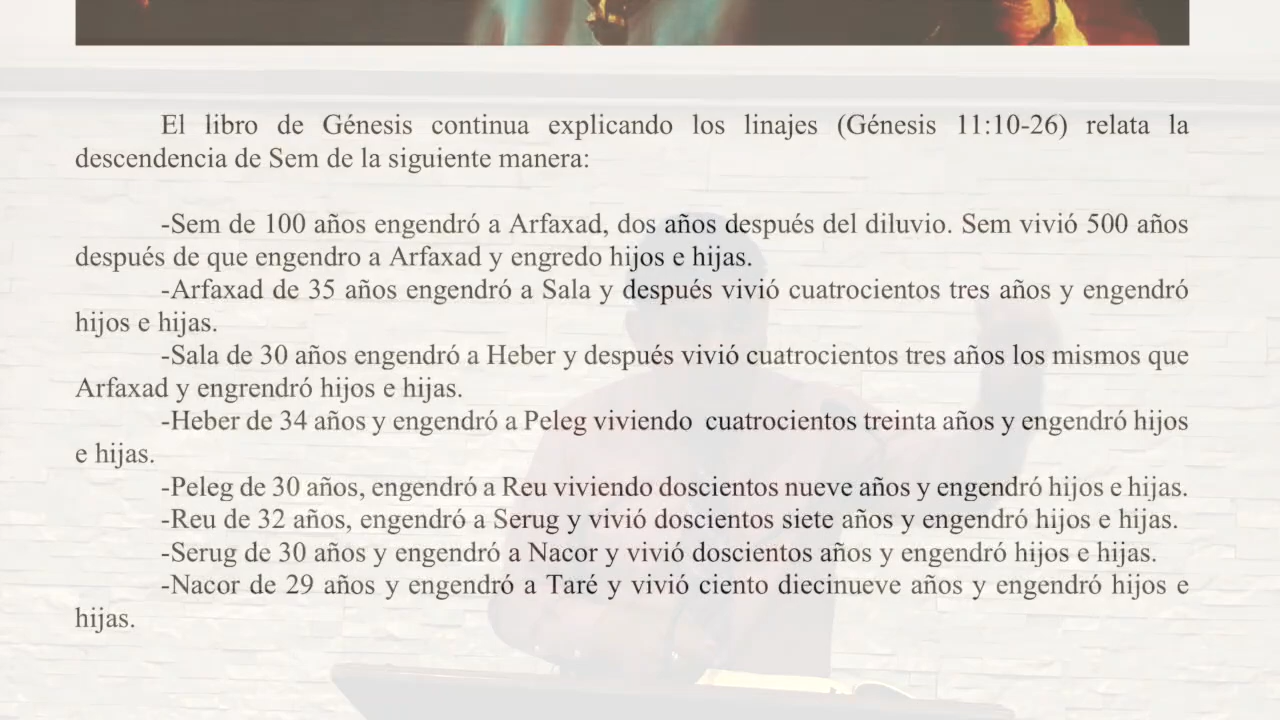 El libro de Génesis continua explicando los linajes (Génesis 11:10-26) relata la
descendencia de Sem de la siguiente manera:
-Sem de 100 años engendró a Arfaxad, dos años después del diluvio. Sem vivió 500 años
después de que engendro a Arfaxad y engredo hijos e hijas.
-Arfaxad de 35 años engendró a Sala y después vivió cuatrocientos tres años y engendró
hijos e hijas.
-Sala de 30 años engendró a Heber y después vivió cuatrocientos tres años los mismos que
Arfaxad y engrendró hijos e hijas.
-Heber de 34 años y engendró a Peleg viviendo cuatrocientos treinta años y engendró hijos
e hijas.
-Peleg de 30 años, engendró a Reu viviendo doscientos nueve años y engendró hijos e hijas.
-Reu de 32 años, engendró a Serug y vivió doscientos siete años y engendró hijos e hijas.
-Serug de 30 años y engendró a Nacor y vivió doscientos años y engendró hijos e hijas.
-Nacor de 29 años y engendró a Taré y vivió ciento diecinueve años y engendró hijos e
hijas.